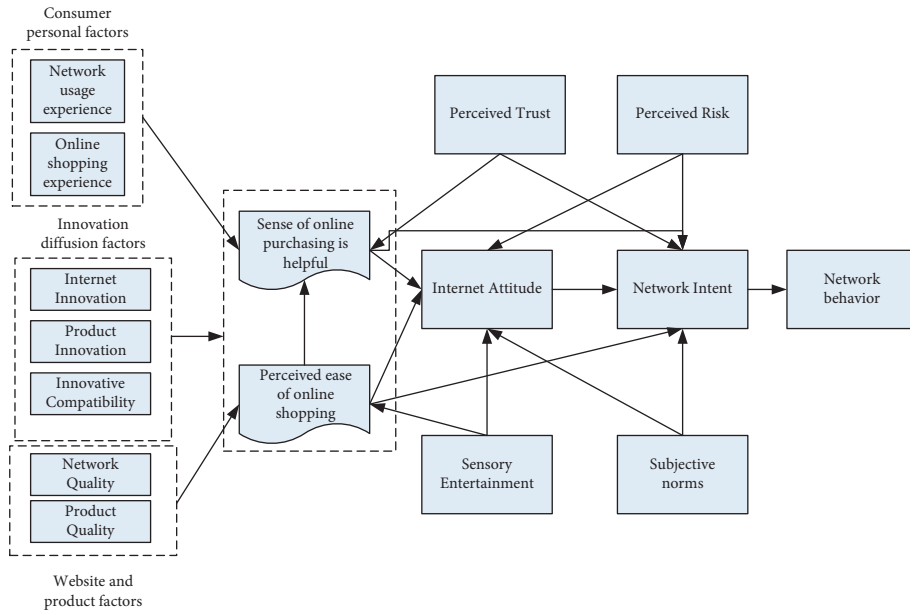 Consumer
personal factors
Network
usage
experience
Online
shopping
experience
Innovation
diffusion factors
Internet
Innovation
Product
Innovation
Innovative
Compatibility
Network
Quality
Product
Quality
Website and
product factors
Sense of online
purchasing is
helpful
Perceived ease
of online
shopping
Perceived Trust
Perceived Risk
Internet Attitude
Network Intent
Network
behavior
Sensory
Entertainment
Subjective
norms